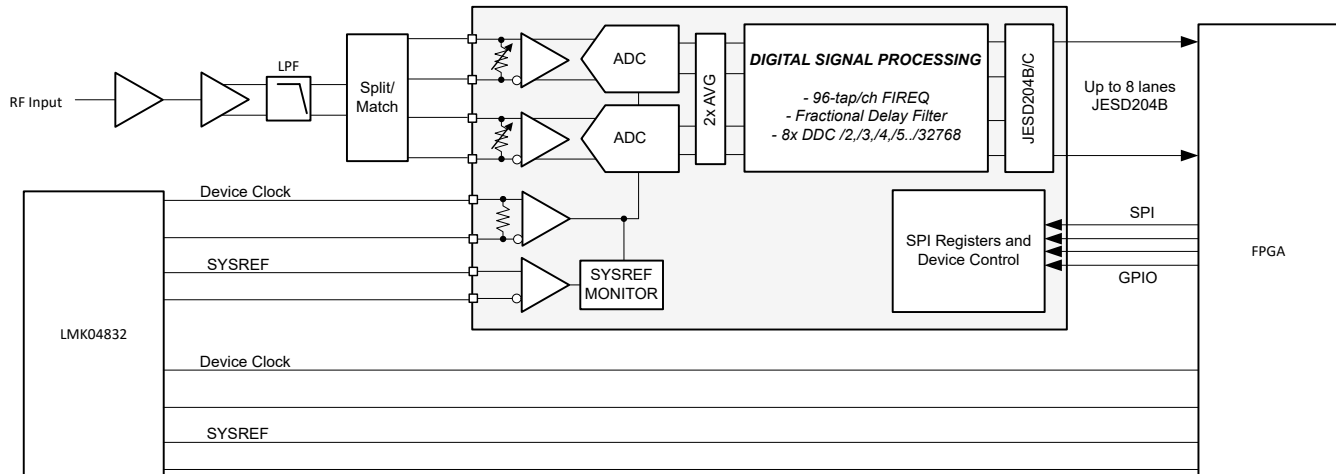 RF Input
LPF
Split/
Match
ADC
ADC
2x AVG
DIGITAL SIGNAL PROCESSING
- 96-tap/ch FIREQ
- Fractional Delay Filter
- 8x DDC /2,/3,/4,/5../32768
JESD204B/C
Up to 8 lanes
JESD204B
Device Clock
SYSREF
SYSREF
MONITOR
SPI Registers and
Device Control
SPI
GPIO
FPGA
LMK04832
Device Clock
SYSREF